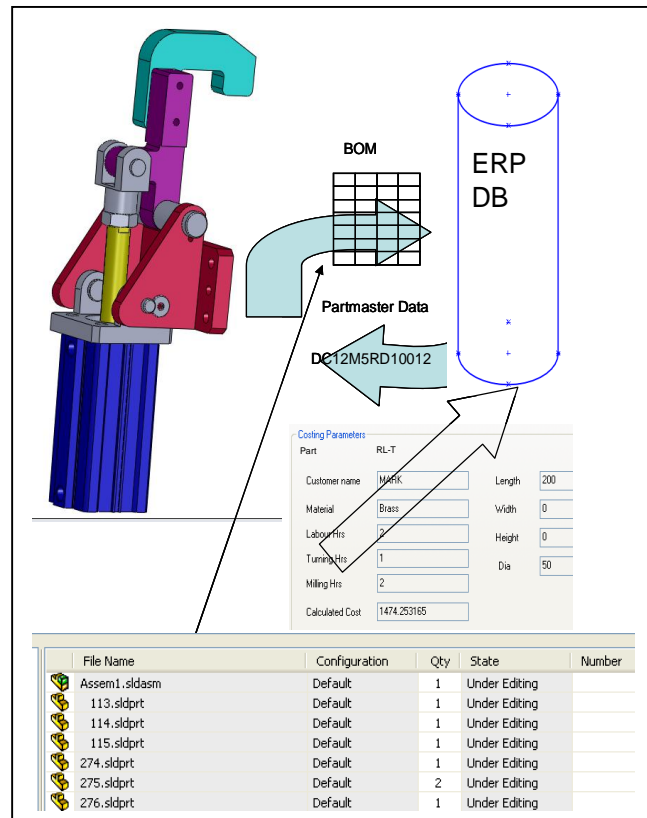 BOM
ERP
DB
Partmaster Data
DC12M5RD10012
Costing Parameters
Part RL-T
Customer name MARK Length 200
Material Brass Width 0
Labour Hrs 2 Height 0
Turning Hrs 1 Dia 50
Milling Hrs 2
Calculated Cost 1474.253165
File Name Configuration Qty State Number
Assem1.sldasm Default 1 Under Editing
113.sldprt Default 1 Under Editing
114.sldprt Default 1 Under Editing
115.sldprt Default 1 Under Editing
274.sldprt Default 1 Under Editing
275.sldprt Default 2 Under Editing
276.sldprt Default 1 Under Editing